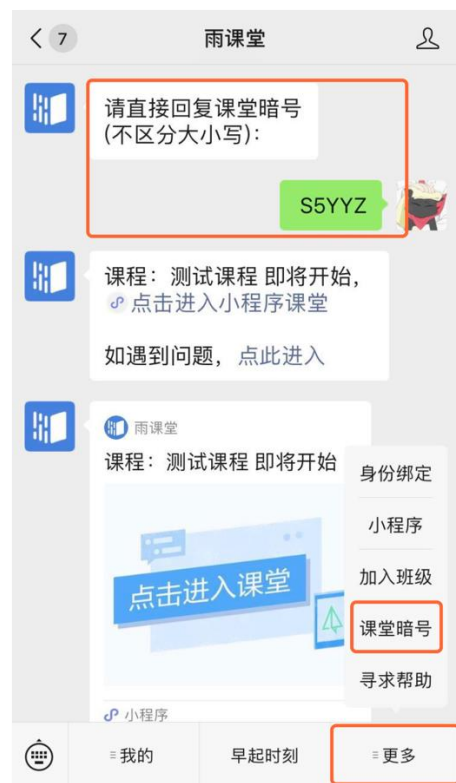 7
雨课堂
请直接回复课堂暗号
(不区分大小写):
S5YYZ
课程：测试课程 即将开始，
点击进入小程序课堂
如遇到问题，点此进入
雨课堂
课程：测试课程 即将开始
点击进入课堂
小程序
身份绑定
小程序
加入班级
课堂暗号
寻求帮助
我的
早起时刻
更多